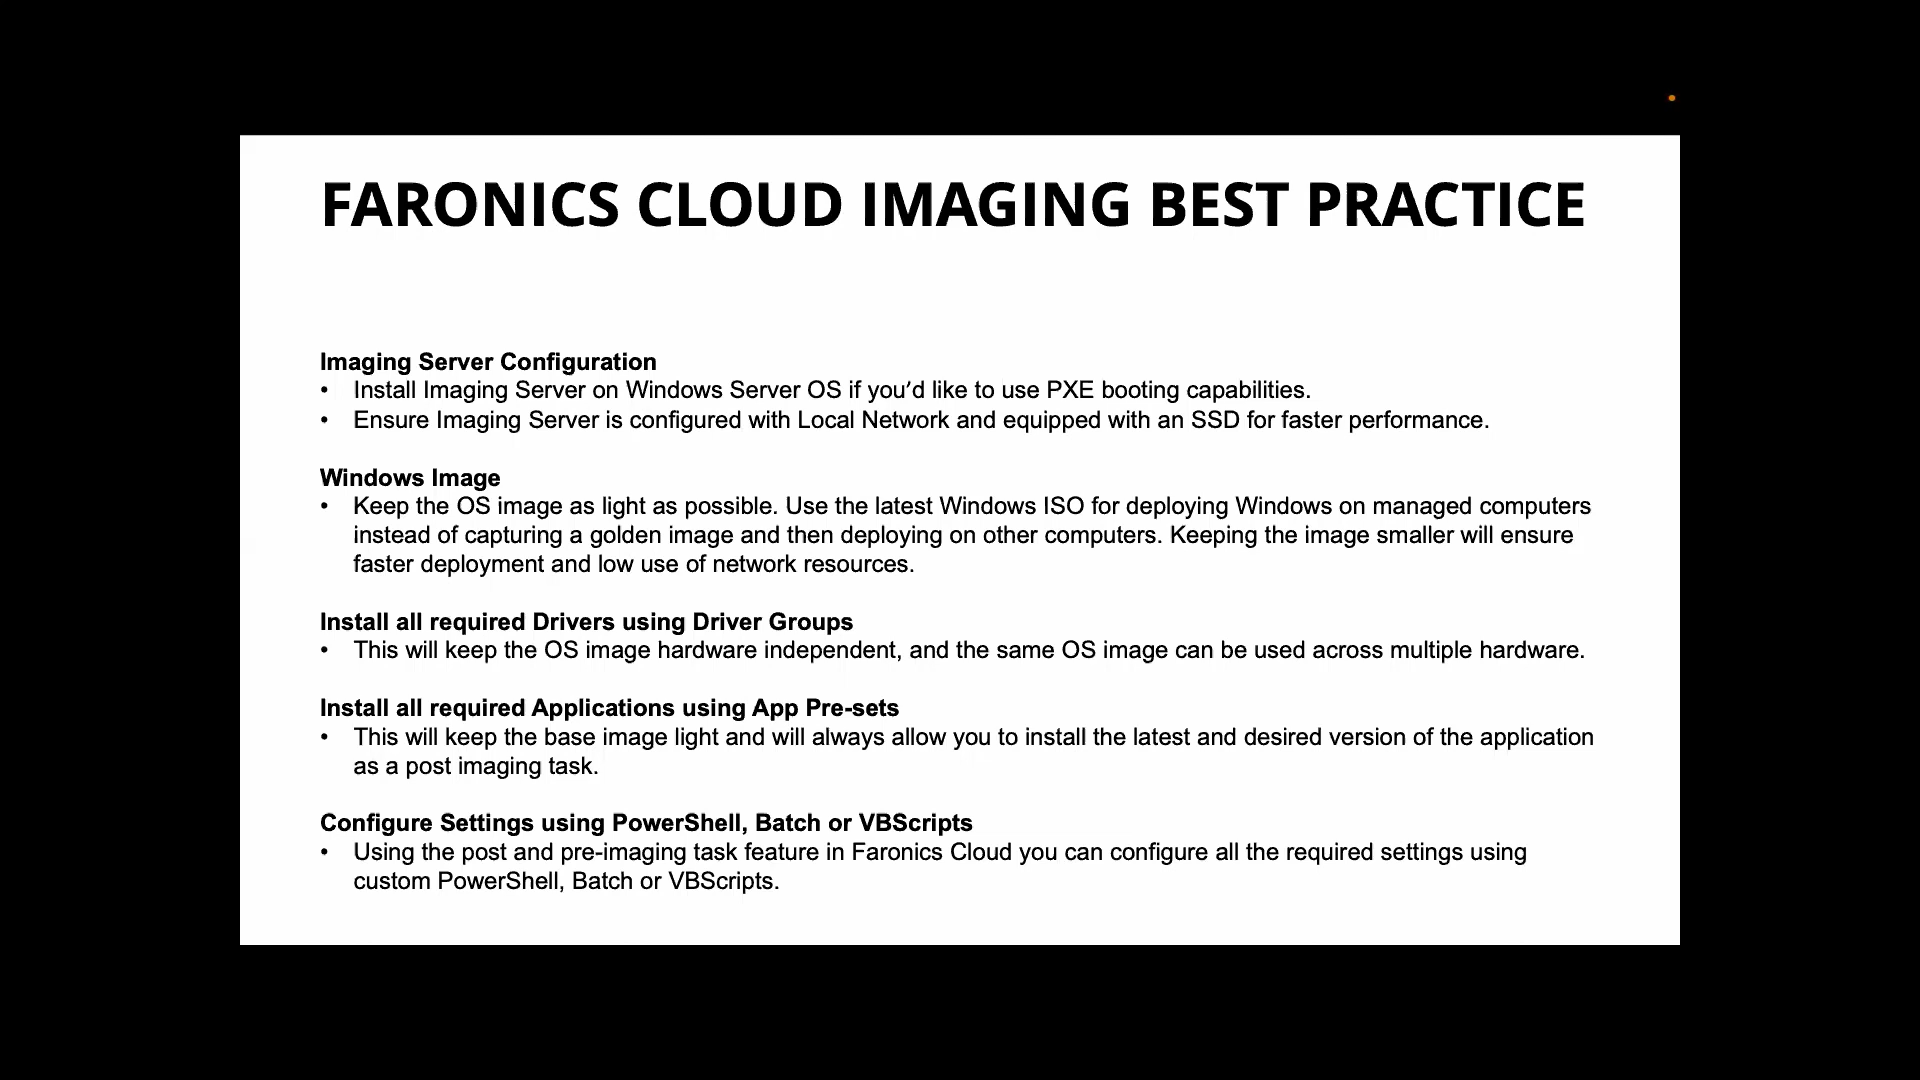 FARONICS CLOUD IMAGING BEST PRACTICE
Imaging Server Configuration
• Install Imaging Server on Windows Server OS if you’d like to use PXE booting capabilities.
• Ensure Imaging Server is configured with Local Network and equipped with an SSD for faster performance.
Windows Image
• Keep the OS image as light as possible. Use the latest Windows ISO for deploying Windows on managed computers
instead of capturing a golden image and then deploying on other computers. Keeping the image smaller will ensure
faster deployment and low use of network resources.
Install all required Drivers using Driver Groups
• This will keep the OS image hardware independent, and the same OS image can be used across multiple hardware.
Install all required Applications using App Pre-sets
• This will keep the base image light and will always allow you to install the latest and desired version of the application
as a post imaging task.
Configure Settings using PowerShell, Batch or VBScripts
• Using the post and pre-imaging task feature in Faronics Cloud you can configure all the required settings using
custom PowerShell, Batch or VBScripts.